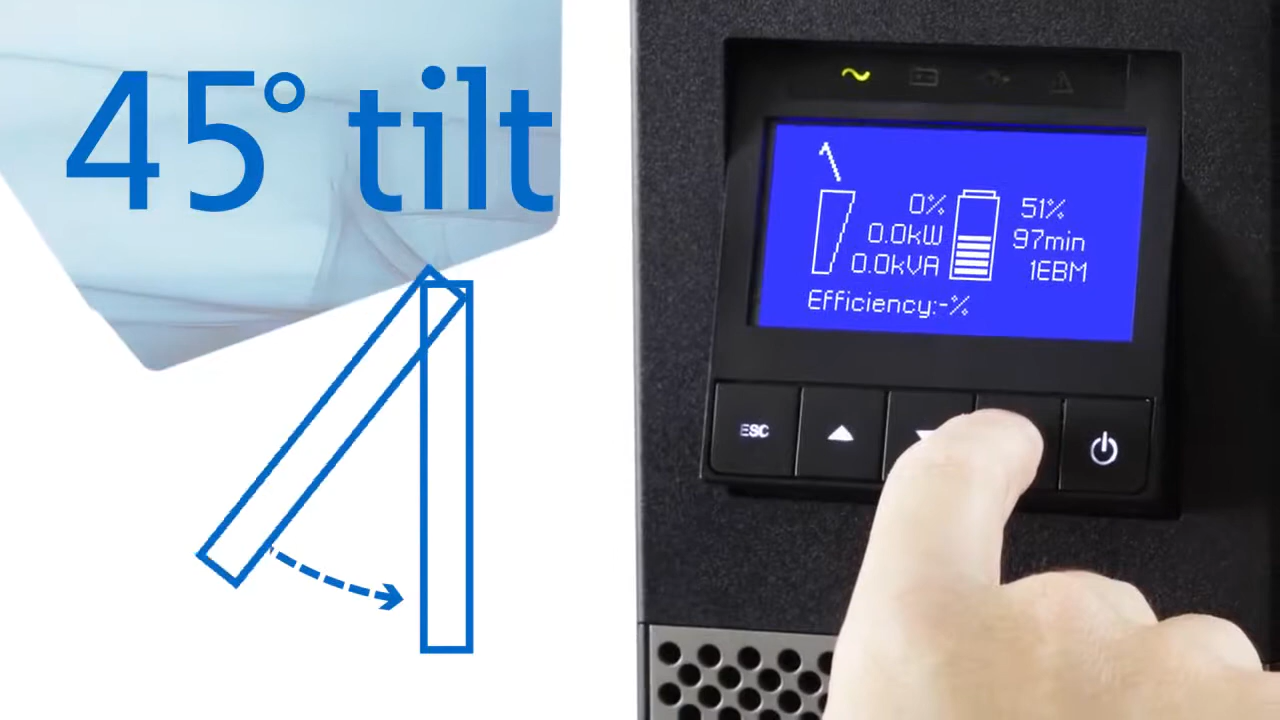 45° tilt
0%
0.0kW
0.0kVA
51%
97min
1EBM
Efficiency:-%
ESC